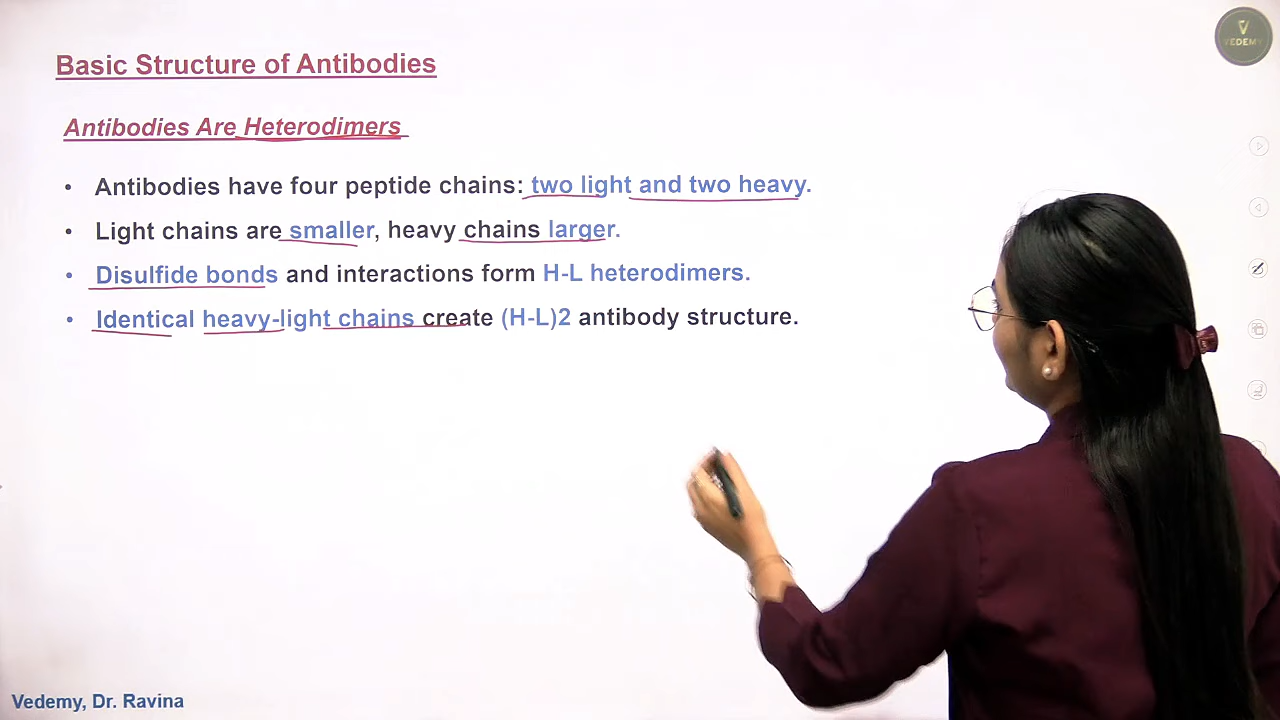 VEDEMY
Basic Structure of Antibodies
Antibodies Are Heterodimers
• Antibodies have four peptide chains: two light and two heavy.
• Light chains are smaller, heavy chains larger.
• Disulfide bonds and interactions form H-L heterodimers.
• Identical heavy-light chains create (H-L)2 antibody structure.
Vedemy, Dr. Ravina